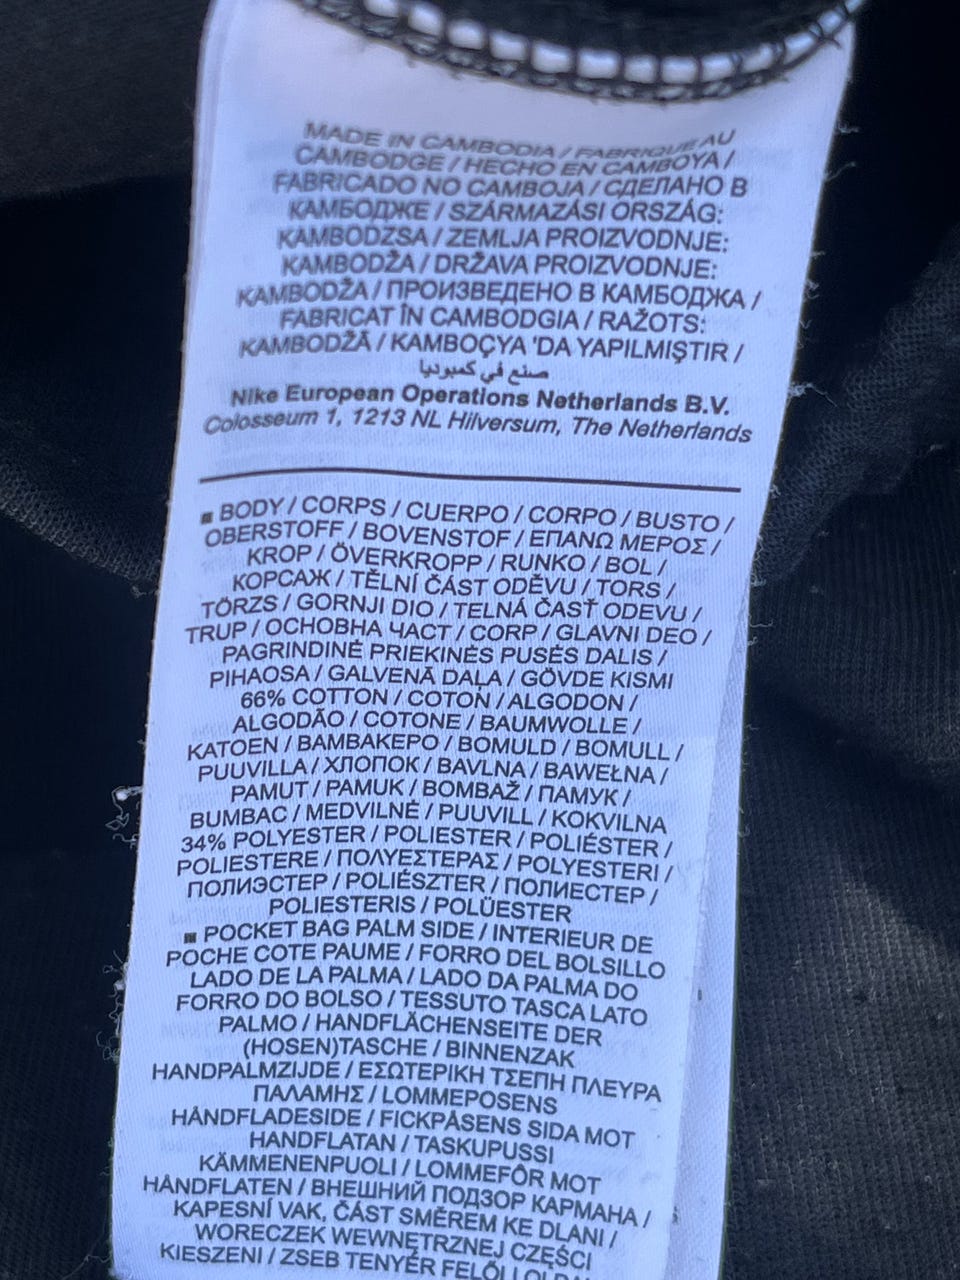 MADE IN CAMBODIA / FABRIQUE AU
CAMBODGE / HECHO EN CAMBOYA /
FABRICADO NO CAMBOJA / СДЕЛАНО В
КАМБОДЖЕ / SZÁRMAZÁSI ORSZÁG:
KAMBODZSA / ZEMLJA PROIZVODNJE:
KAMBODŽA / DRŽAVA PROIZVODNJE:
KAMBODŽA / ПРОИЗВЕДЕНО В КАМБОДЖА /
FABRICAT ÎN CAMBODGIA / RAŽOTS:
KAMBODŽĀ / KAMBOÇYA 'DA YAPILMIŞTIR /
صنع في كمبوديا
Nike European Operations Netherlands B.V.
Colosseum 1, 1213 NL Hilversum, The Netherlands
■ BODY / CORPS / CUERPO / CORPO / BUSTO /
OBERSTOFF / BOVENSTOF / ΕΠΑΝΩ ΜΕΡΟΣ /
KROP / ÖVERKROPP / RUNKO / BOL /
КОРСАЖ / TĚLNÍ ČÁST ODĚVU / TORS /
TÖRZS / GORNJI DIO / TELNÁ ČASŤ ODEVU /
TRUP / ОСНОВНА ЧАСТ / CORP / GLAVNI DEO /
PAGRINDINĖ PRIEKINĖS PUSĖS DALIS /
PIHAOSA / GALVENĀ DAĻA / GÖVDE KISMI
66% COTTON / COTON / ALGODON /
ALGODÃO / COTONE / BAUMWOLLE /
KATOEN / ΒΑΜΒΑΚΕΡΟ / BOMULD / BOMULL /
PUUVILLA / ХЛОПОК / BAVLNA / BAWEŁNA /
PAMUT / PAMUK / BOMBAŽ / ПАМУК /
BUMBAC / MEDVILNĖ / PUUVILL / KOKVILNA
34% POLYESTER / POLIESTER / POLIÉSTER /
POLIESTERE / ΠΟΛΥΕΣΤΕΡΑΣ / POLYESTERI /
ПОЛИЭСТЕР / POLIÉSZTER / ПОЛИЕСТЕР /
POLIESTERIS / POLÜESTER
■ POCKET BAG PALM SIDE / INTERIEUR DE
POCHE COTE PAUME / FORRO DEL BOLSILLO
LADO DE LA PALMA / LADO DA PALMA DO
FORRO DO BOLSO / TESSUTO TASCA LATO
PALMO / HANDFLÄCHENSEITE DER
(HOSEN)TASCHE / BINNENZAK
HANDPALMZIJDE / ΕΣΩΤΕΡΙΚΗ ΤΣΕΠΗ ΠΛΕΥΡΑ
ΠΑΛΑΜΗΣ / LOMMEPOSENS
HÅNDFLADESIDE / FICKPÅSENS SIDA MOT
HANDFLATAN / TASKUPUSSI
KÄMMENENPUOLI / LOMMEFÔR MOT
HÅNDFLATEN / ВНЕШНИЙ ПОДЗОР КАРМАНА /
KAPESNÍ VAK, ČÁST SMĚREM KE DLANI /
WORECZEK WEWNĘTRZNEJ CZĘŚCI
KIESZENI / ZSEB TENYÉR FELŐLI